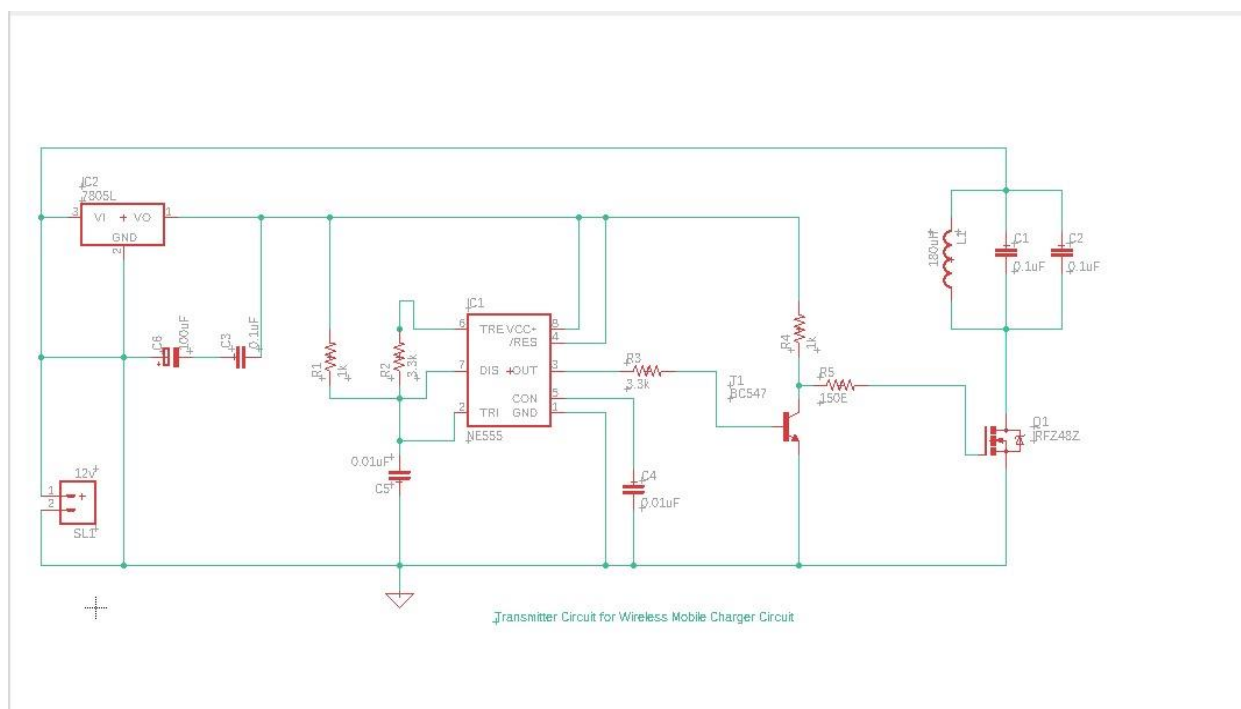 IC2
7805L
3
VI
VO
1
GND
2
C6
100uF
C3
0.1uF
R1
1k
R2
3.3k
IC1
6
TRE
VCC+
8
/RES
4
7
DIS
OUT
3
CON
5
2
TRI
GND
1
NE555
R3
3.3k
T1
BC547
R4
1k
R5
150E
180uH
L1
C1
0.1uF
C2
0.1uF
Q1
IRFZ48Z
0.01uF
C5
C4
0.01uF
12v
1
2
SL1
Transmitter Circuit for Wireless Mobile Charger Circuit